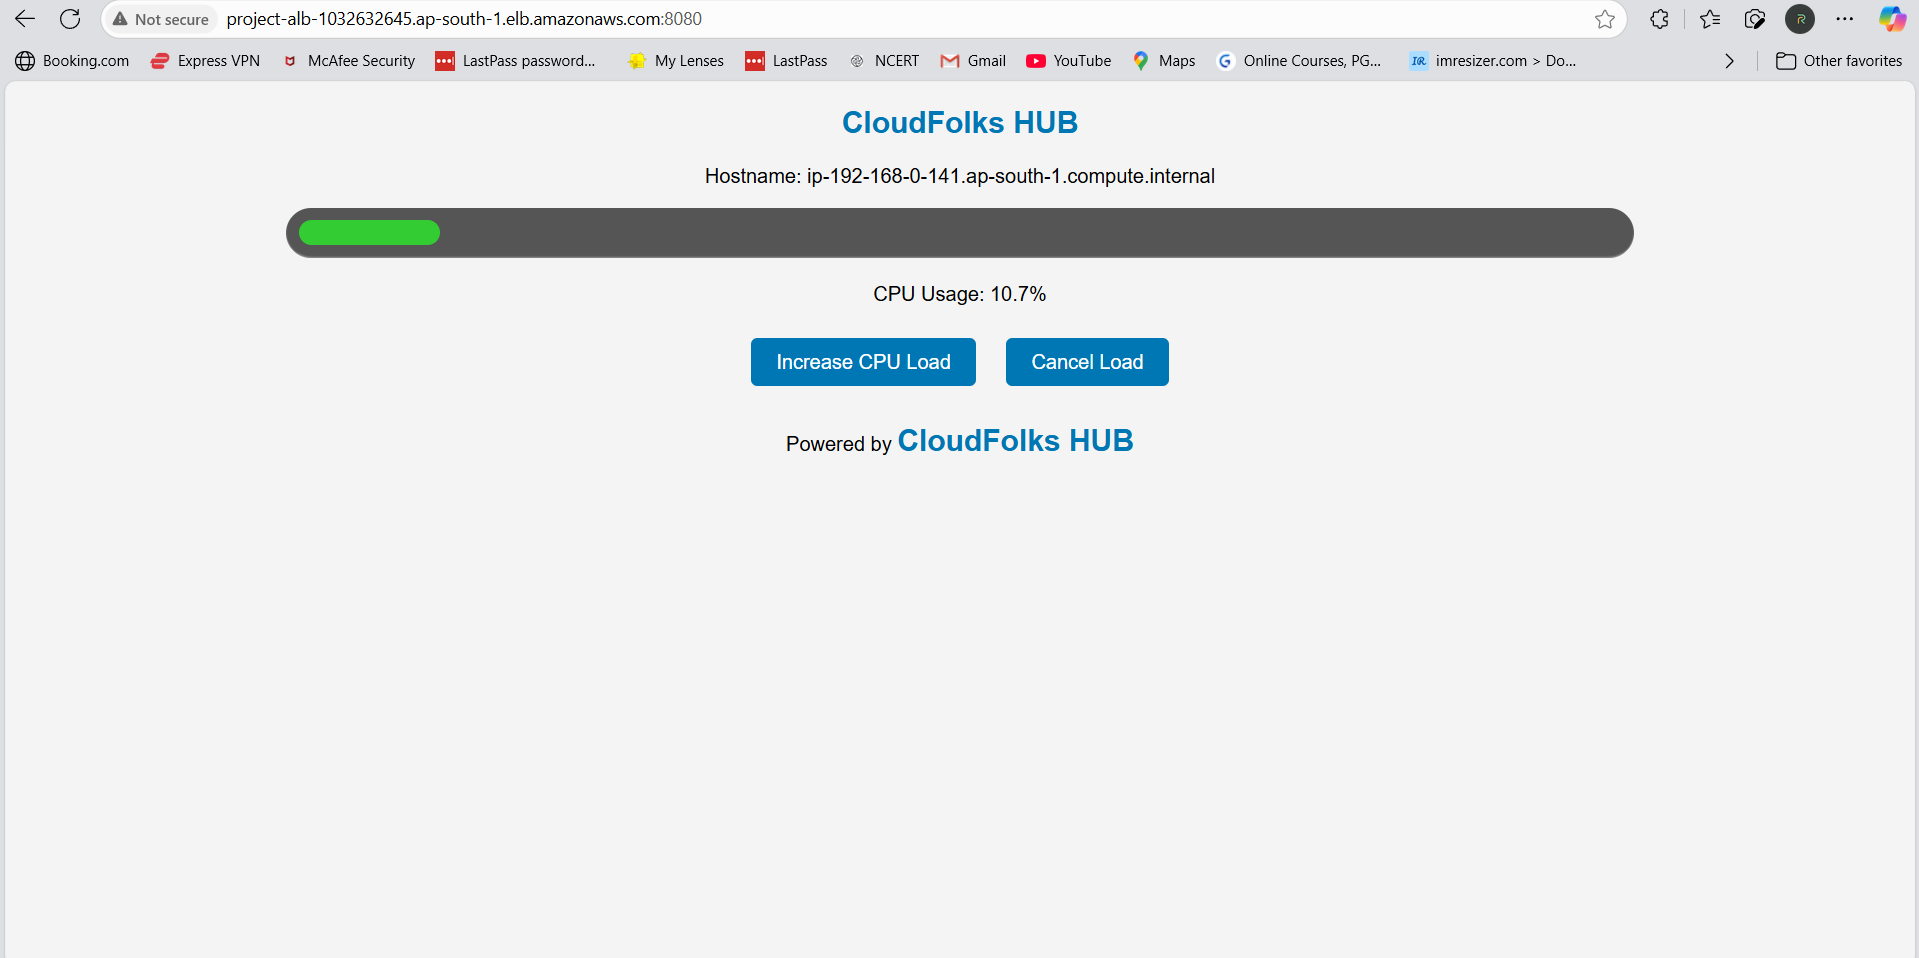 Not secure project-alb-1032632645.ap-south-1.elb.amazonaws.com:8080
Booking.com Express VPN McAfee Security LastPass password... My Lenses LastPass NCERT Gmail YouTube Maps Online Courses, PG... imresizer.com > Do... Other favorites
CloudFolks HUB
Hostname: ip-192-168-0-141.ap-south-1.compute.internal
CPU Usage: 10.7%
Increase CPU Load Cancel Load
Powered by CloudFolks HUB